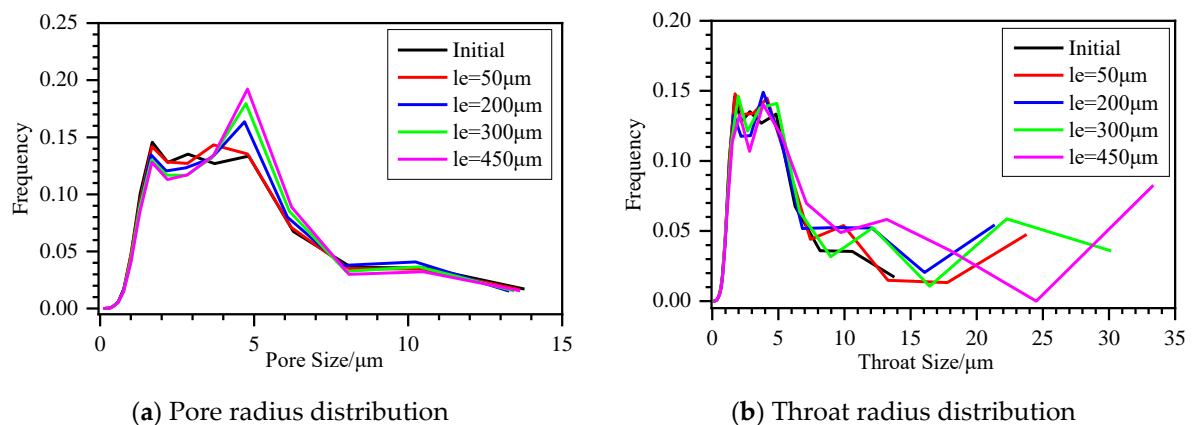 0.25
0.20
0.15
0.10
0.05
0.00
Frequency
0
5
10
15
Pore Size/μm
Initial
le=50μm
le=200μm
le=300μm
le=450μm
(a) Pore radius distribution
0.20
0.15
0.10
0.05
0.00
Frequency
0
5
10
15
20
25
30
35
Throat Size/μm
Initial
le=50μm
le=200μm
le=300μm
le=450μm
(b) Throat radius distribution